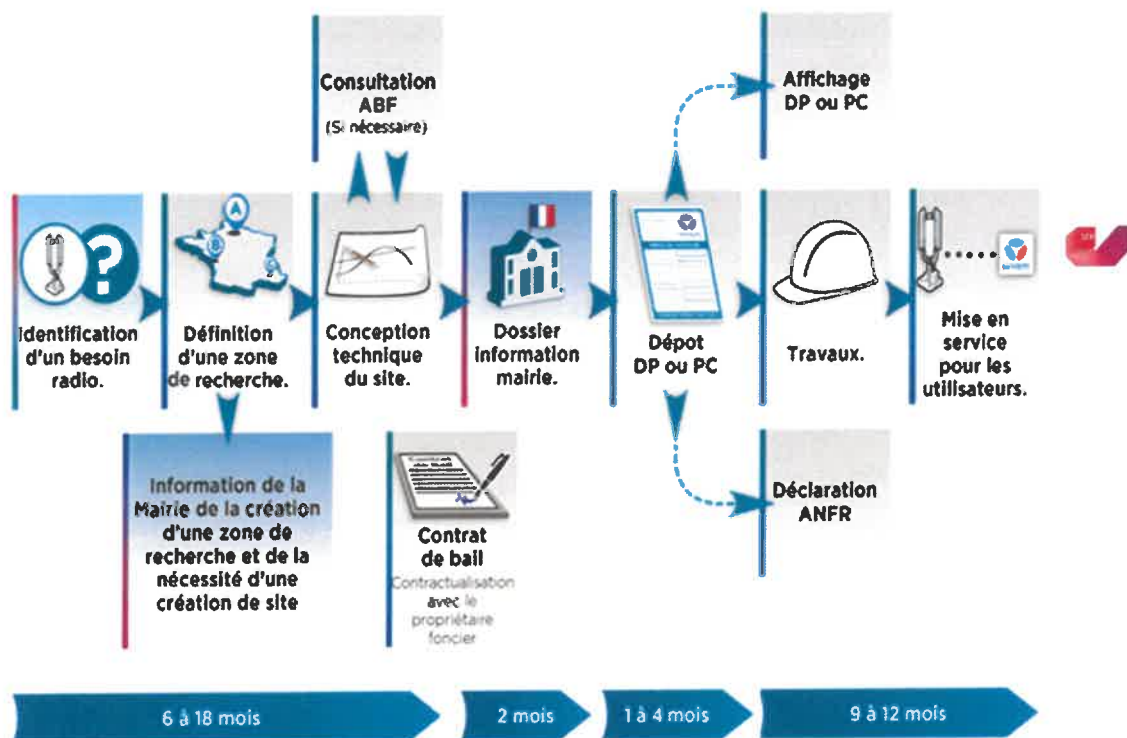 Consultation
ABF
(Si nécessaire)
Affichage
DP ou PC
A
B
Identification
d'un besoin
radio.
Définition
d'une zone
de recherche.
Conception
technique
du site.
Dossier
information
mairie.
Dépot
DP ou PC
Travaux.
Mise en
service
pour les
utilisateurs.
Information de la
Mairie de la création
d'une zone de
recherche et de la
nécessité d'une
création de site
Contrat
de bail
Contractualisation
avec le
propriétaire
foncier
Déclaration
ANFR
6 à 18 mois
2 mois
1 à 4 mois
9 à 12 mois